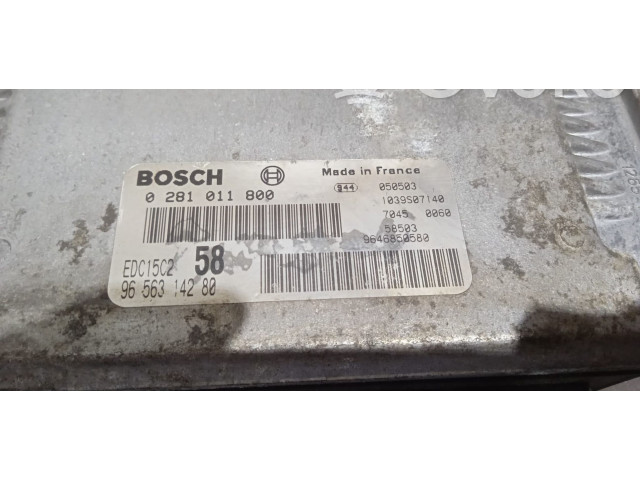 BOSCH Made in France
0 281 011 800 944 050503
1039S07140
7045 0060
58503
9646850580
EDC15C2 58
96 563 142 80